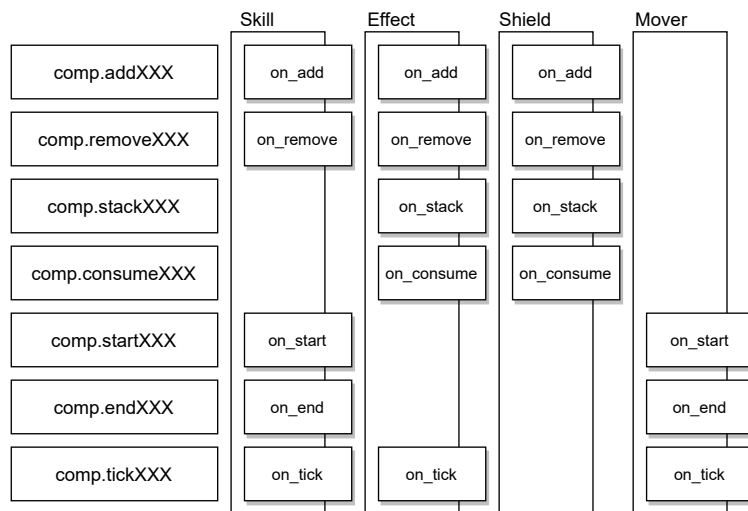 Skill Effect Shield Mover
comp.addXXX on_add on_add on_add
comp.removeXXX on_remove on_remove on_remove
comp.stackXXX on_stack on_stack
comp.consumeXXX on_consume on_consume
comp.startXXX on_start on_start
comp.endXXX on_end on_end
comp.tickXXX on_tick on_tick on_tick